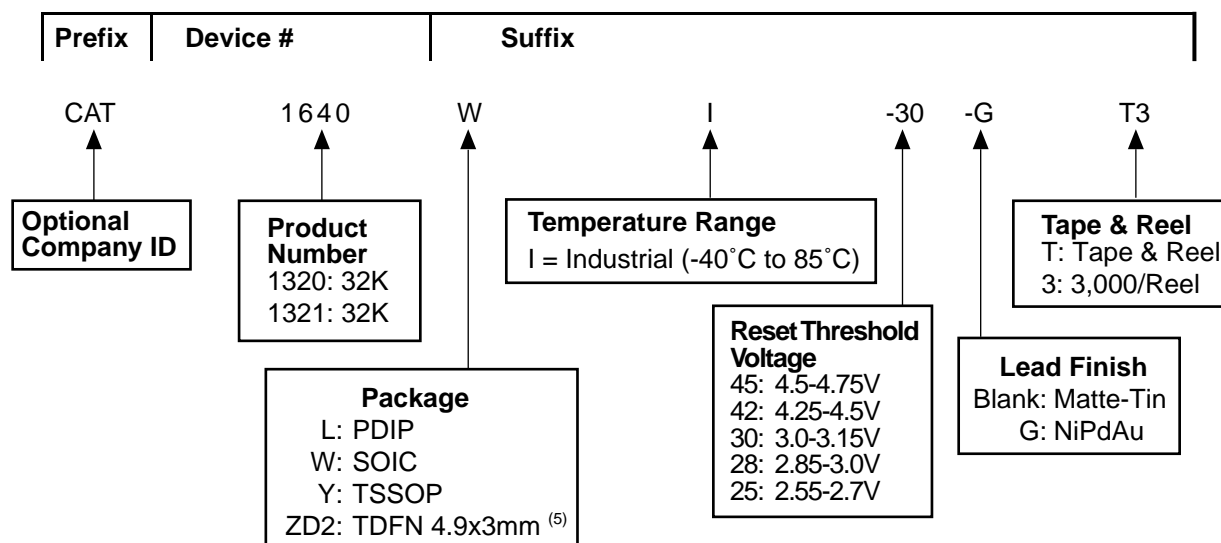 Prefix Device # Suffix
CAT 1640 W I -30 -G T3
Optional
Company ID
Product
Number
1320: 32K
1321: 32K
Temperature Range
I = Industrial (-40˚C to 85˚C)
Tape & Reel
T: Tape & Reel
3: 3,000/Reel
Package
L: PDIP
W: SOIC
Y: TSSOP
ZD2: TDFN 4.9x3mm (5)
Reset Threshold
Voltage
45: 4.5-4.75V
42: 4.25-4.5V
30: 3.0-3.15V
28: 2.85-3.0V
25: 2.55-2.7V
Lead Finish
Blank: Matte-Tin
G: NiPdAu